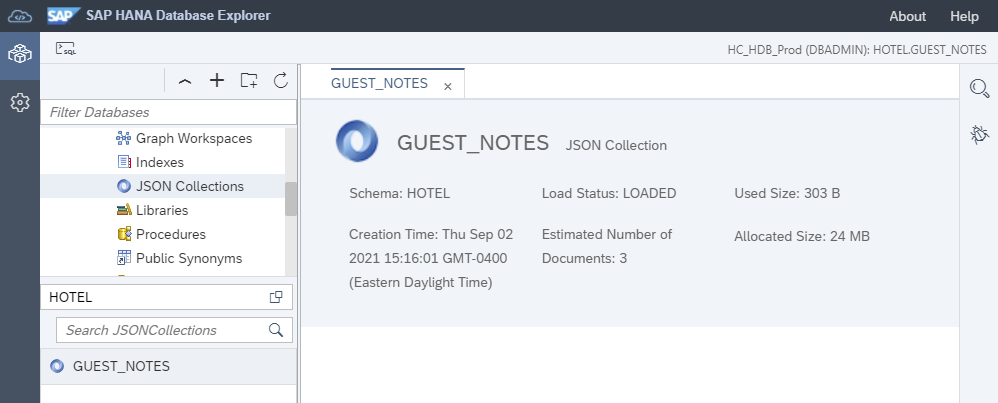 SAP SAP HANA Database Explorer About Help
SQL HC_HDB_Prod (DBADMIN): HOTEL.GUEST_NOTES
GUEST_NOTES
Filter Databases
Graph Workspaces
Indexes
JSON Collections
Libraries
Procedures
Public Synonyms
HOTEL
Search JSONCollections
GUEST_NOTES
GUEST_NOTES JSON Collection
Schema: HOTEL
Load Status: LOADED
Used Size: 303 B
Creation Time: Thu Sep 02
2021 15:16:01 GMT-0400
(Eastern Daylight Time)
Estimated Number of
Documents: 3
Allocated Size: 24 MB